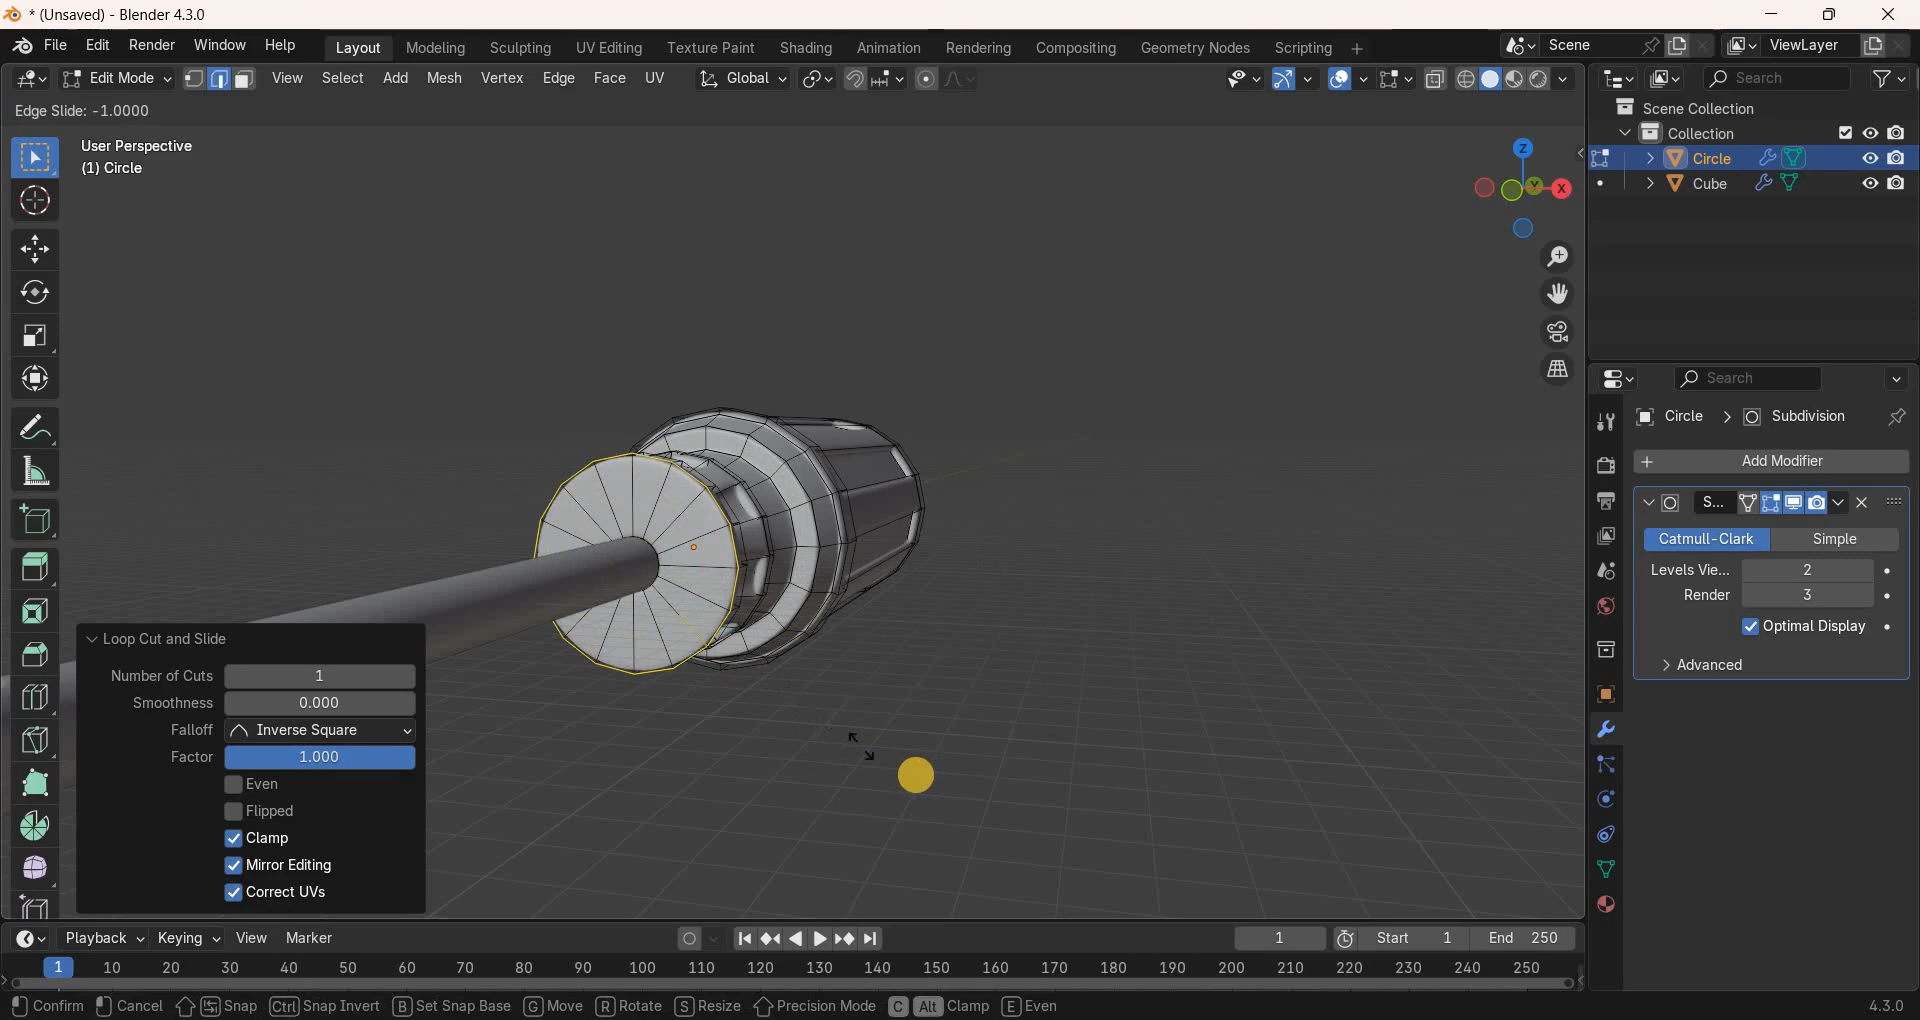 * (Unsaved) - Blender 4.3.0
File Edit Render Window Help Layout Modeling Sculpting UV Editing Texture Paint Shading Animation Rendering Compositing Geometry Nodes Scripting + Scene ViewLayer
Edit Mode View Select Add Mesh Vertex Edge Face UV Global Search
Edge Slide: -1.0000
User Perspective
(1) Circle
Z
Y
X
Scene Collection
Collection
Circle
Cube
Search
Circle > Subdivision
+ Add Modifier
S...
Catmull-Clark Simple
Levels Vie... 2
Render 3
Optimal Display
Advanced
Loop Cut and Slide
Number of Cuts 1
Smoothness 0.000
Falloff Inverse Square
Factor 1.000
Even
Flipped
Clamp
Mirror Editing
Correct UVs
Playback Keying View Marker 1 Start 1 End 250
1 10 20 30 40 50 60 70 80 90 100 110 120 130 140 150 160 170 180 190 200 210 220 230 240 250
Confirm Cancel Snap Ctrl Snap Invert B Set Snap Base G Move R Rotate S Resize Precision Mode C Alt Clamp E Even 4.3.0